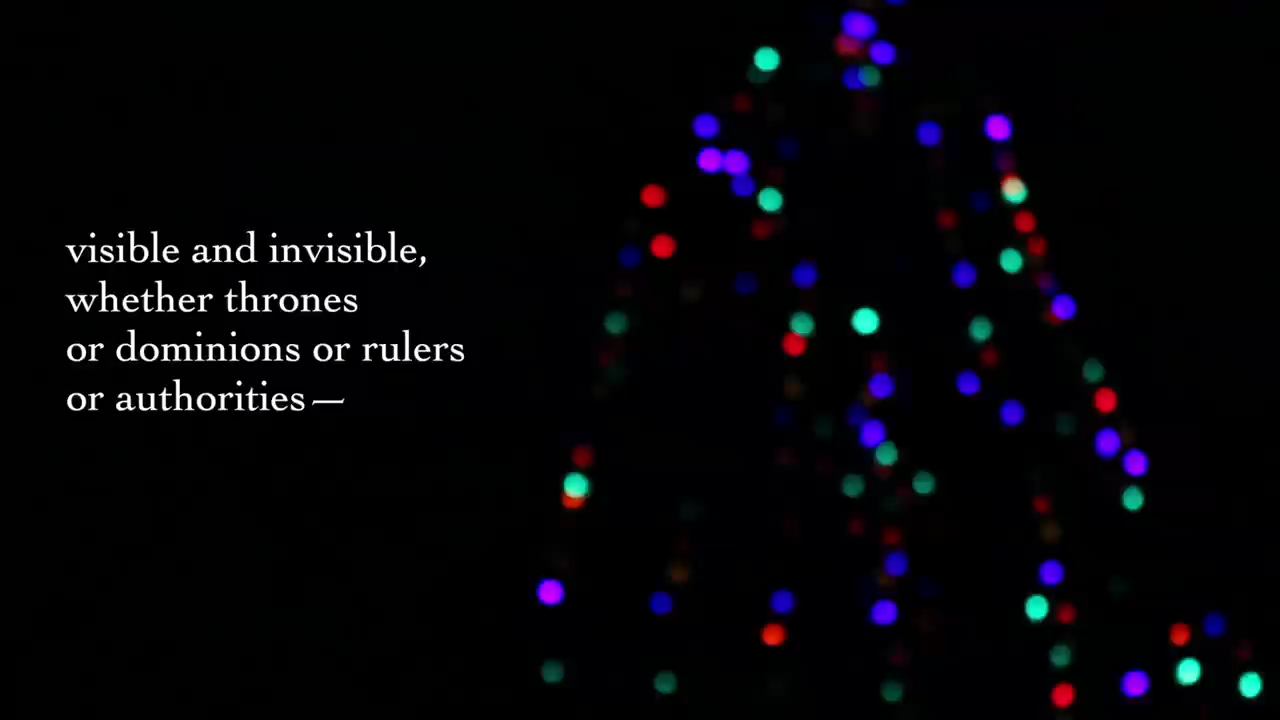 visible and invisible,
whether thrones
or dominions or rulers
or authorities—